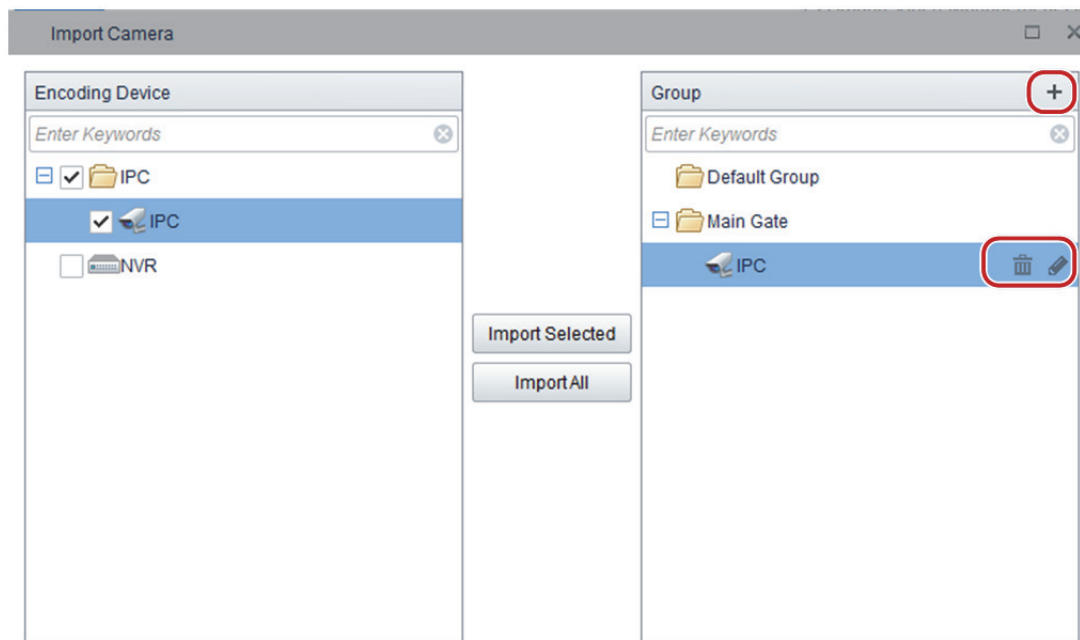 Import Camera
Encoding Device
Enter Keywords
IPC
IPC
NVR
Import Selected
Import All
Group
Enter Keywords
Default Group
Main Gate
IPC